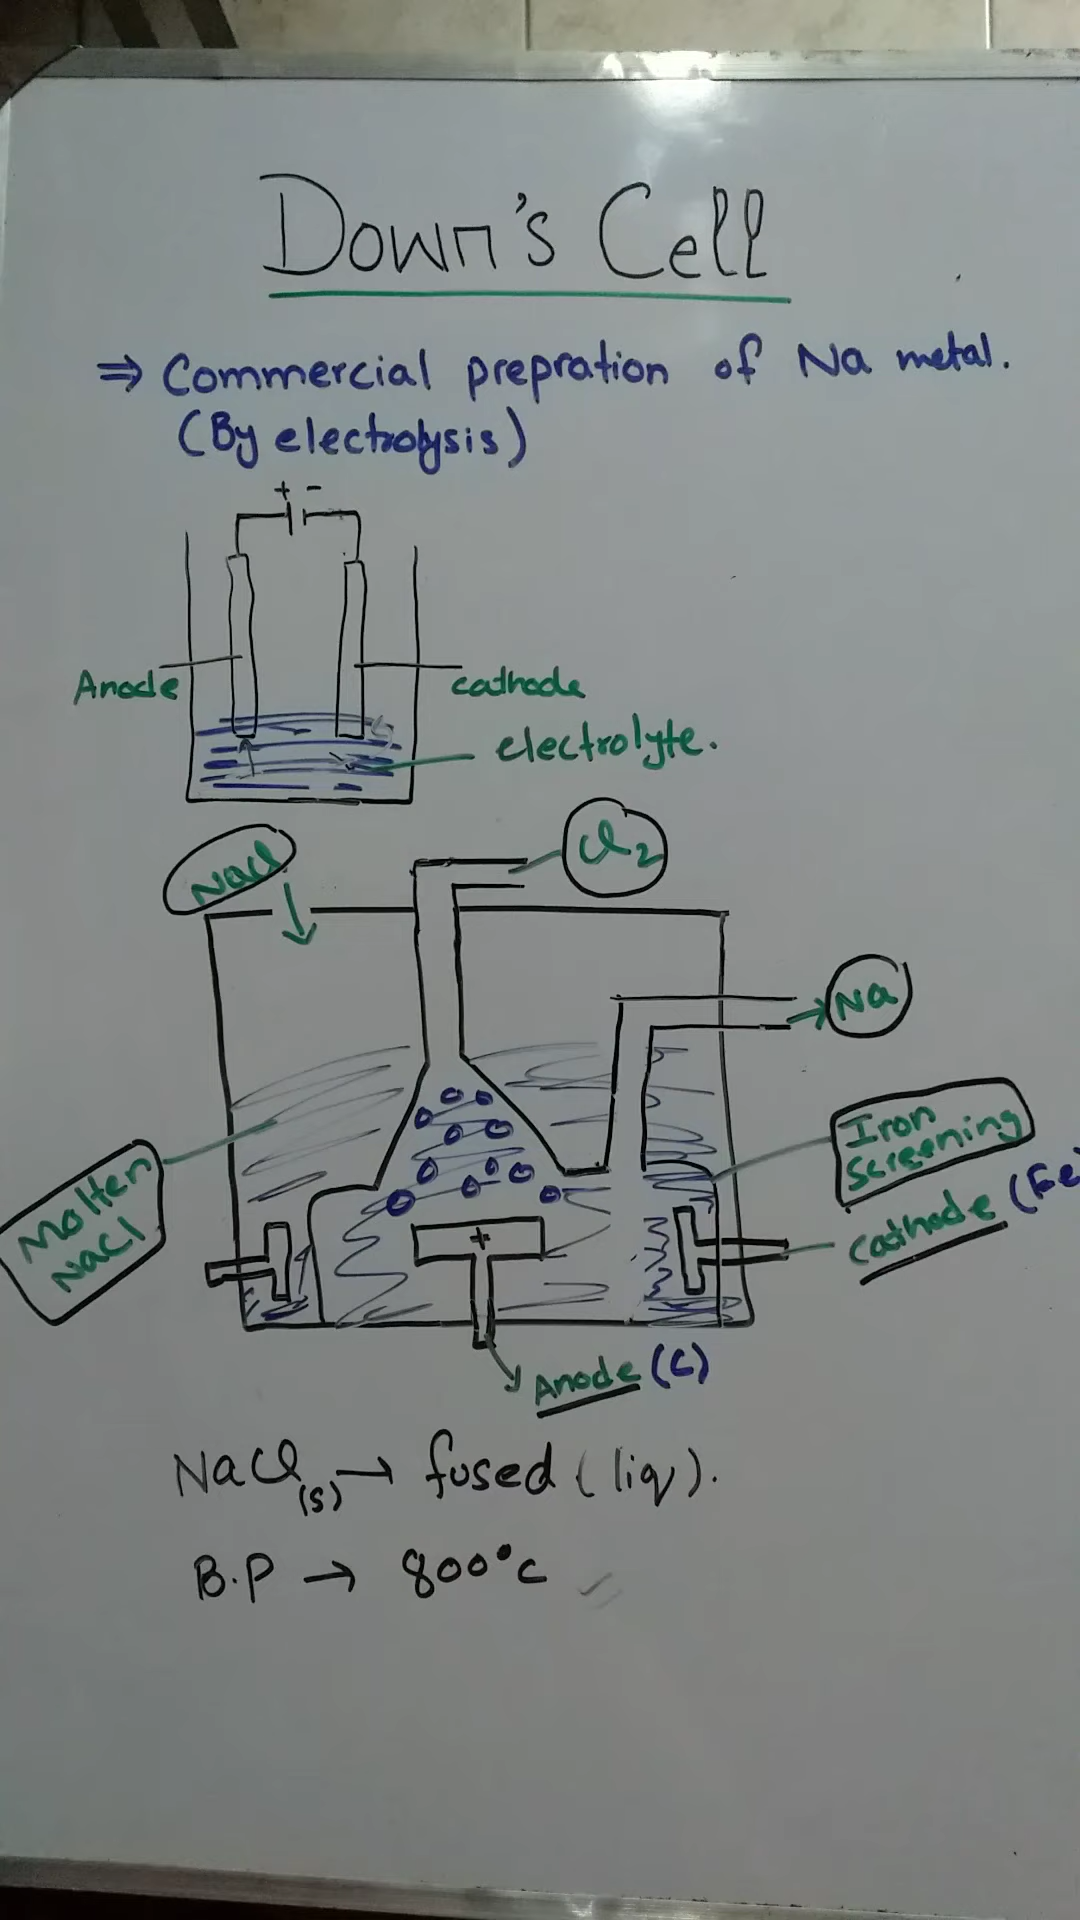 Down's Cell
⇒ Commercial prepration of Na metal.
(By electrolysis)
+ -
Anode
cathode
electrolyte.
NaCl
Cl2
Na
Iron
Screening
Molten
NaCl
Cathode (Fe)
+
Anode (C)
NaCl(s) → fused (liq).
B.P → 800°c